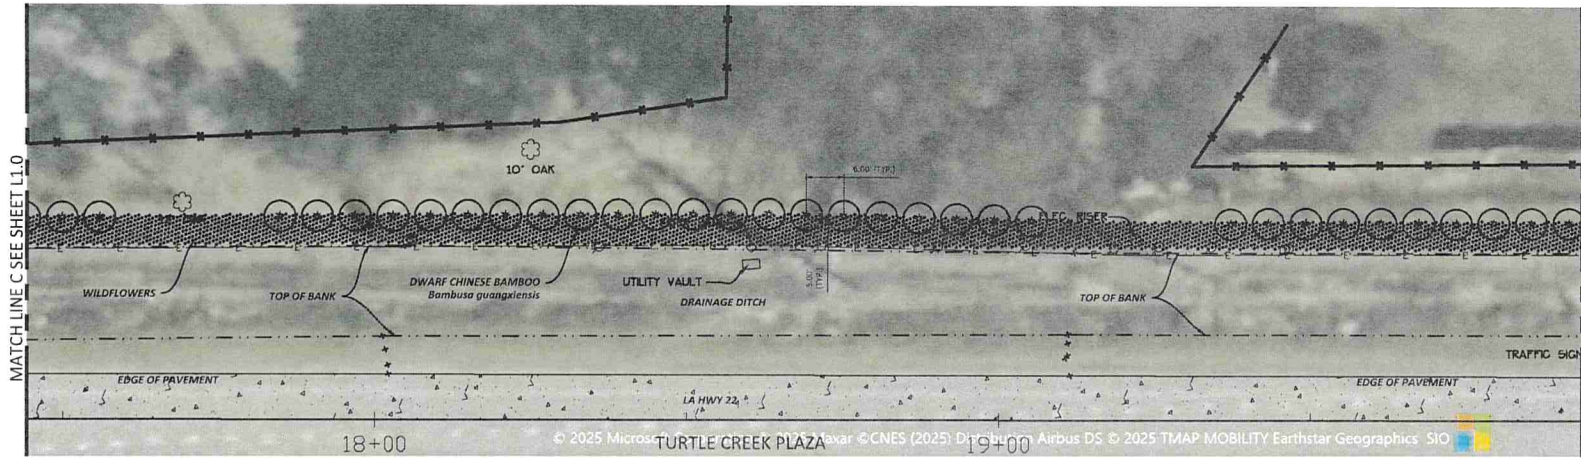 MATCH LINE C SEE SHEET L1.0
10" OAK
6.00' (TYP.)
ELEC. RISER
WILDFLOWERS
TOP OF BANK
DWARF CHINESE BAMBOO
Bambusa guangxiensis
UTILITY VAULT
DRAINAGE DITCH
5.00'
(TYP.)
TOP OF BANK
TRAFFIC SIGN
EDGE OF PAVEMENT
EDGE OF PAVEMENT
LA HWY 22
18+00
TURTLE CREEK PLAZA
19+00
© 2025 Microsoft Corporation © 2025 Maxar ©CNES (2025) Distribution Airbus DS © 2025 TMAP MOBILITY Earthstar Geographics SIO